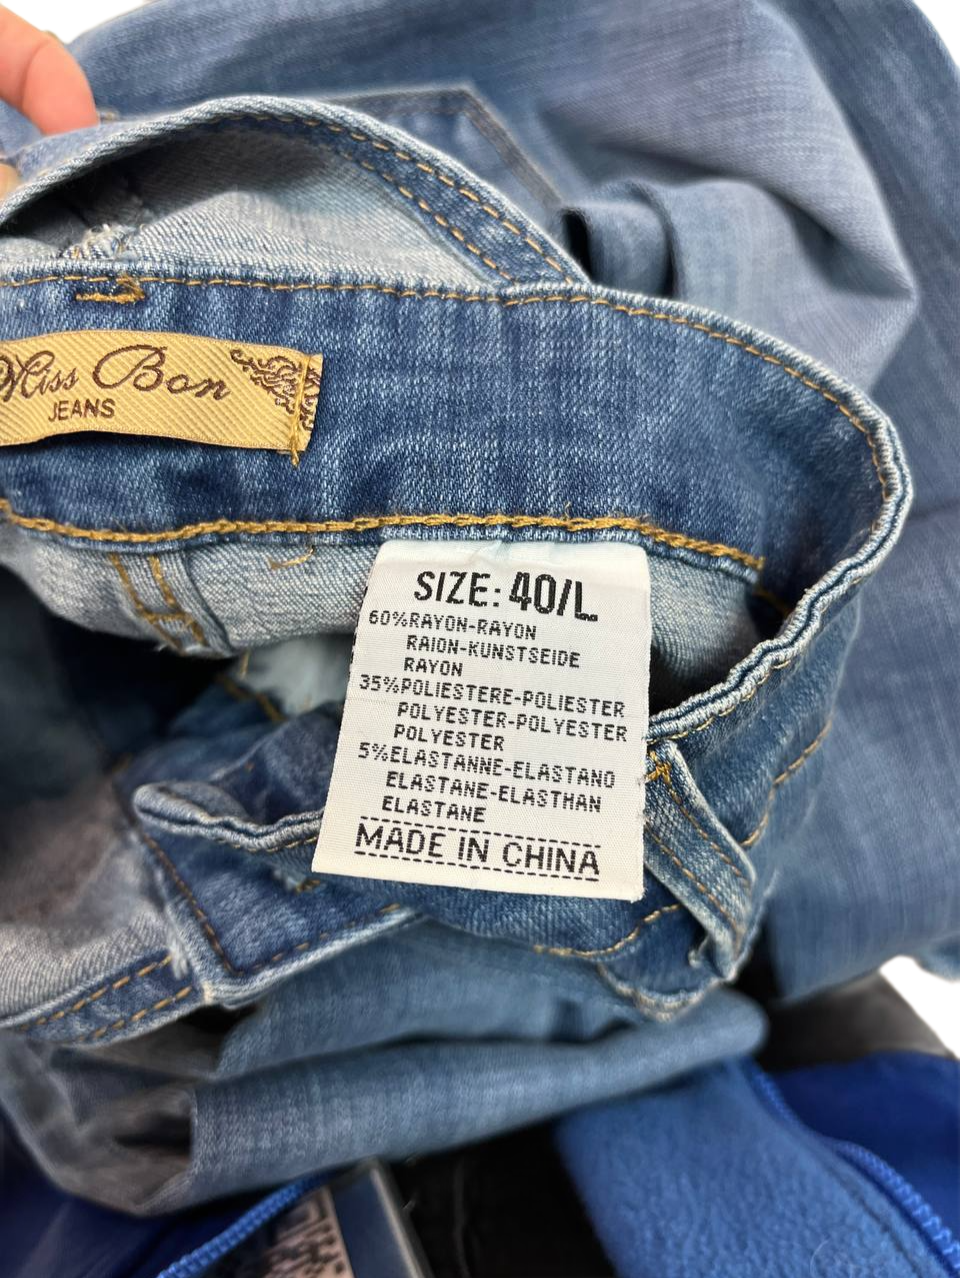 Miss Bon
JEANS
SIZE: 40/L
60%RAYON-RAYON
RAION-KUNSTSEIDE
RAYON
35%POLIESTERE-POLIESTER
POLYESTER-POLYESTER
POLYESTER
5%ELASTANNE-ELASTANO
ELASTANE-ELASTHAN
ELASTANE
MADE IN CHINA